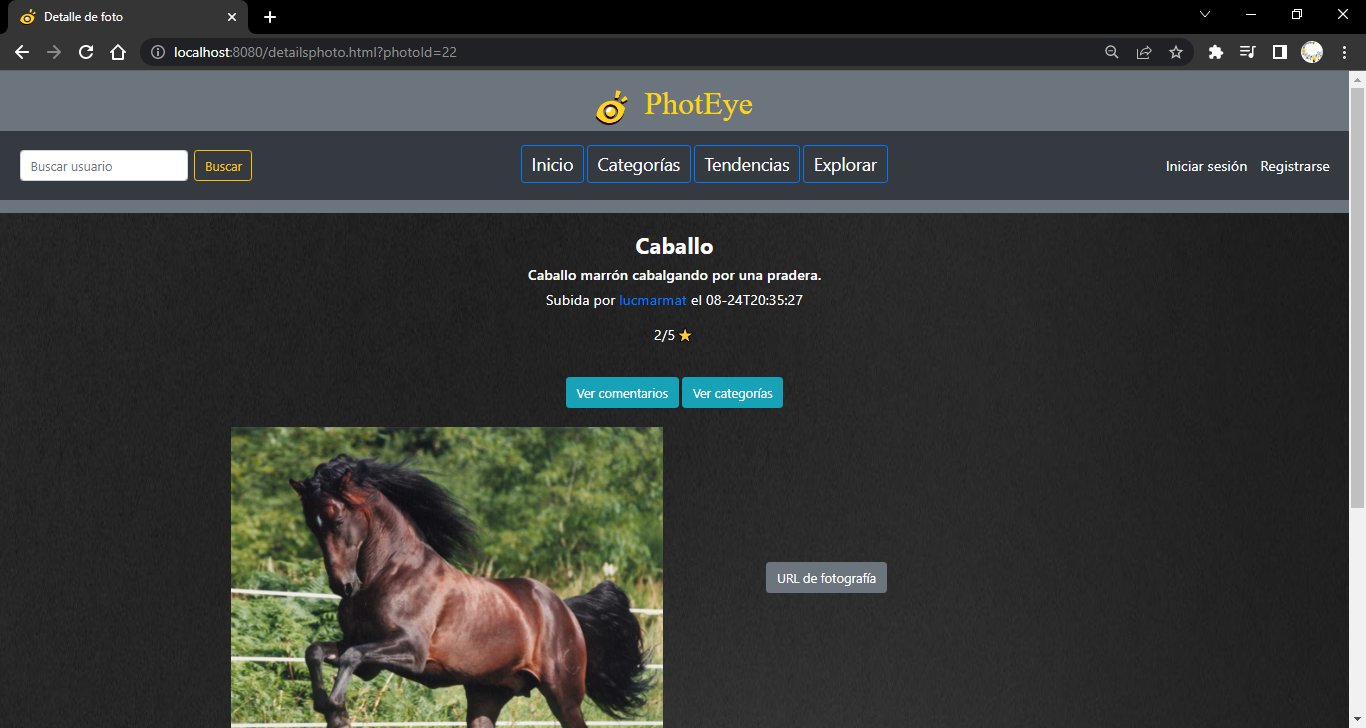 Detalle de foto
localhost:8080/detailsphoto.html?photoId=22
PhotEye
Buscar usuario Buscar Inicio Categorías Tendencias Explorar Iniciar sesión Registrarse
Caballo
Caballo marrón cabalgando por una pradera.
Subida por lucmarmat el 08-24T20:35:27
2/5
Ver comentarios Ver categorías
URL de fotografía